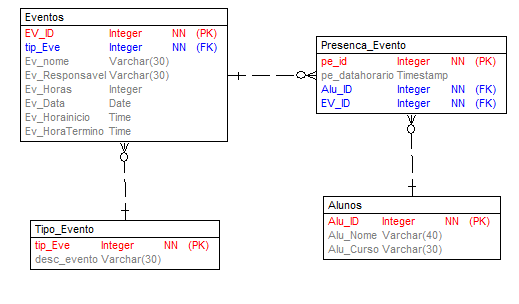 Eventos
EV_ID Integer NN (PK)
tip_Eve Integer NN (FK)
Ev_nome Varchar(30)
Ev_Responsavel Varchar(30)
Ev_Horas Integer
Ev_Data Date
Ev_Horainicio Time
Ev_HoraTermino Time
Presenca_Evento
pe_id Integer NN (PK)
pe_datahorario Timestamp
Alu_ID Integer NN (FK)
EV_ID Integer NN (FK)
Tipo_Evento
tip_Eve Integer NN (PK)
desc_evento Varchar(30)
Alunos
Alu_ID Integer NN (PK)
Alu_Nome Varchar(40)
Alu_Curso Varchar(30)